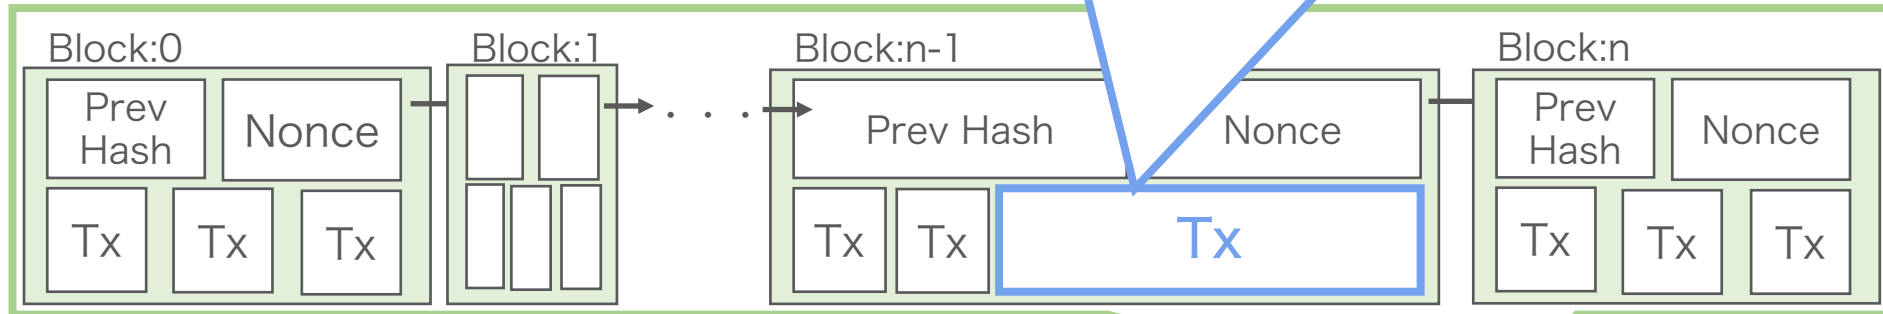 Block:0
Block:1
Block:n-1
Block:n
Prev
Hash
Nonce
. . .
Prev Hash
Nonce
Prev
Hash
Nonce
Tx
Tx
Tx
Tx
Tx
Tx
Tx
Tx
Tx